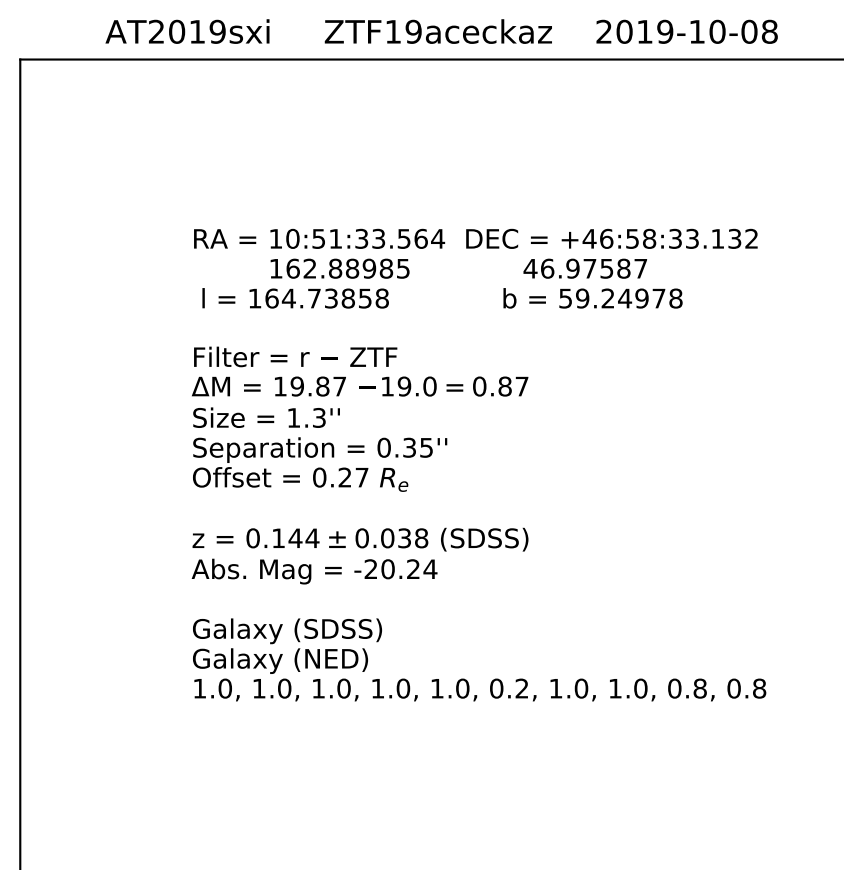 AT2019sxi ZTF19aceckaz 2019-10-08
RA = 10:51:33.564 DEC = +46:58:33.132
162.88985 46.97587
l = 164.73858 b = 59.24978
Filter = r − ZTF
ΔM = 19.87 −19.0 = 0.87
Size = 1.3''
Separation = 0.35''
Offset = 0.27 Rₑ
z = 0.144 ± 0.038 (SDSS)
Abs. Mag = -20.24
Galaxy (SDSS)
Galaxy (NED)
1.0, 1.0, 1.0, 1.0, 1.0, 0.2, 1.0, 1.0, 0.8, 0.8